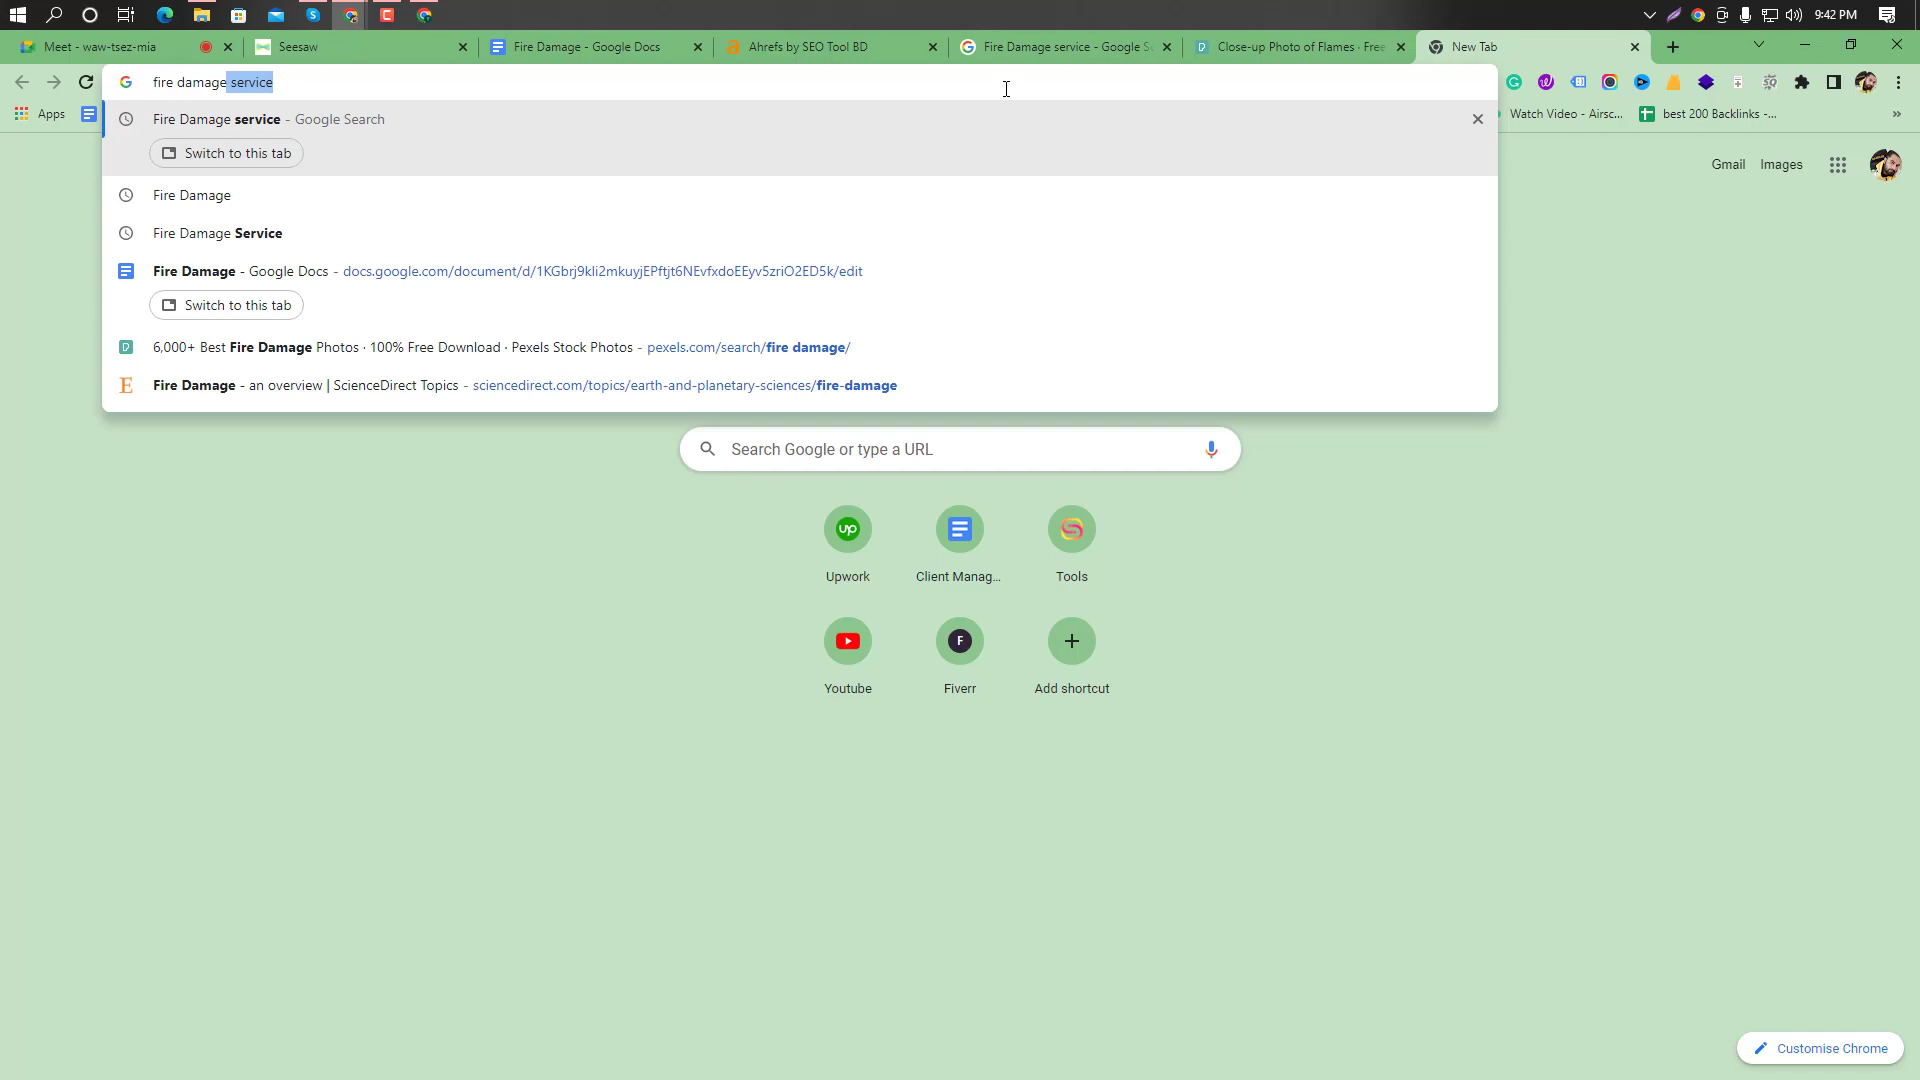 9:42 PM
Meet - waw-tsez-mia
Seesaw
Fire Damage - Google Docs
Ahrefs by SEO Tool BD
Fire Damage service - Google S
Close-up Photo of Flames · Free
New Tab
fire damage service
Apps
Watch Video - Airsc...
best 200 Backlinks -...
»
Fire Damage service - Google Search
Switch to this tab
Gmail
Images
Fire Damage
Fire Damage Service
Fire Damage - Google Docs - docs.google.com/document/d/1KGbrj9kli2mkuyjEPftjt6NEvfxdoEEyv5zriO2ED5k/edit
Switch to this tab
6,000+ Best Fire Damage Photos · 100% Free Download · Pexels Stock Photos - pexels.com/search/fire damage/
Fire Damage - an overview | ScienceDirect Topics - sciencedirect.com/topics/earth-and-planetary-sciences/fire-damage
Search Google or type a URL
Upwork
Client Manag...
Tools
Youtube
Fiverr
Add shortcut
Customise Chrome